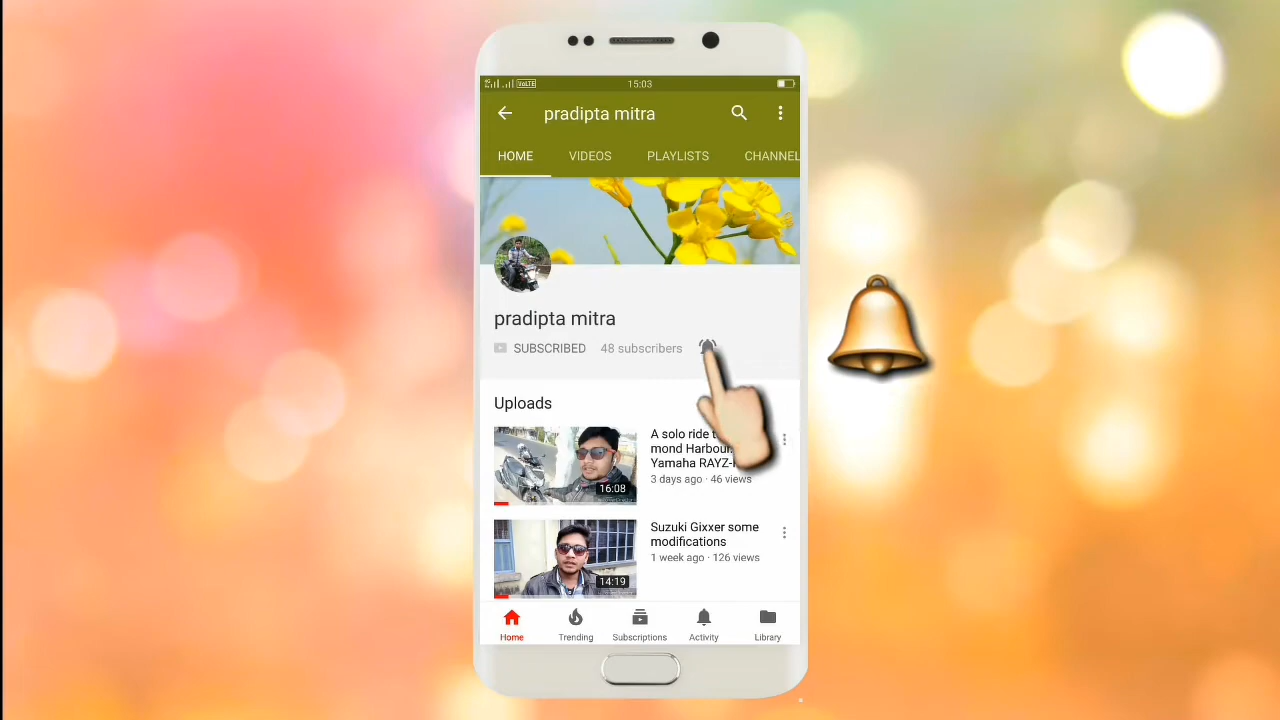 VoLTE 15:03
pradipta mitra
HOME VIDEOS PLAYLISTS CHANNEL
pradipta mitra
SUBSCRIBED 48 subscribers
Uploads
A solo ride
mond Harbou
Yamaha RAYZ-
3 days ago · 46 views
16:08
Suzuki Gixxer some
modifications
1 week ago · 126 views
14:19
Home Trending Subscriptions Activity Library